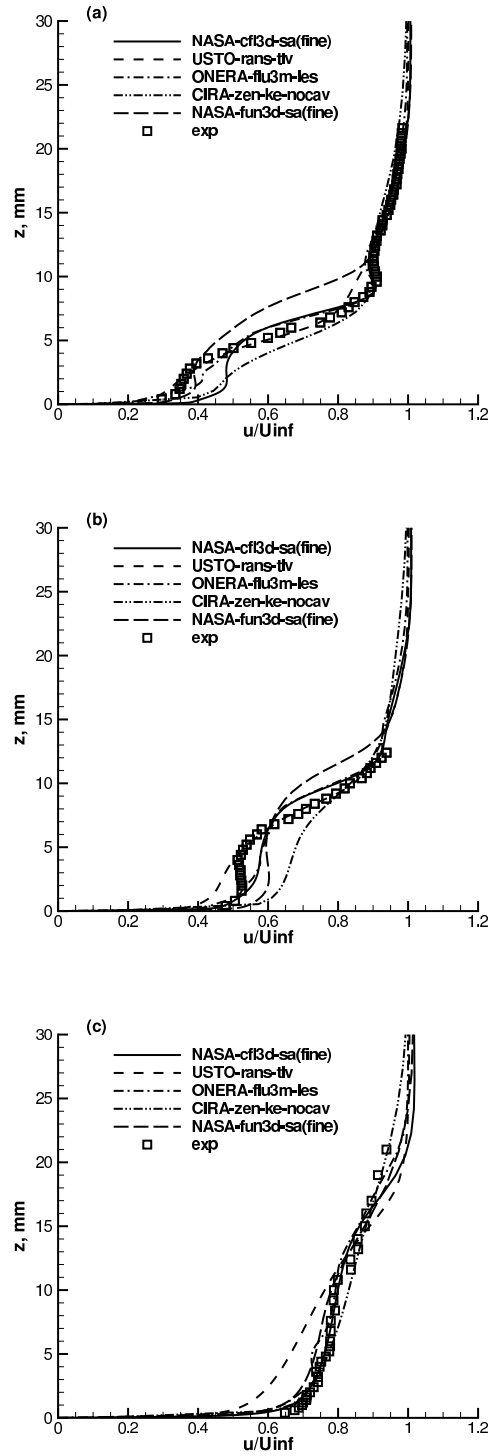 (a)
NASA-cfl3d-sa(fine)
USTO-rans-tlv
ONERA-flu3m-les
CIRA-zen-ke-nocav
NASA-fun3d-sa(fine)
exp
30
25
20
15
10
5
0
z, mm
0 0.2 0.4 0.6 0.8 1 1.2
u/Uinf
(b)
NASA-cfl3d-sa(fine)
USTO-rans-tlv
ONERA-flu3m-les
CIRA-zen-ke-nocav
NASA-fun3d-sa(fine)
exp
30
25
20
15
10
5
0
z, mm
0 0.2 0.4 0.6 0.8 1 1.2
u/Uinf
(c)
NASA-cfl3d-sa(fine)
USTO-rans-tlv
ONERA-flu3m-les
CIRA-zen-ke-nocav
NASA-fun3d-sa(fine)
exp
30
25
20
15
10
5
0
z, mm
0 0.2 0.4 0.6 0.8 1 1.2
u/Uinf